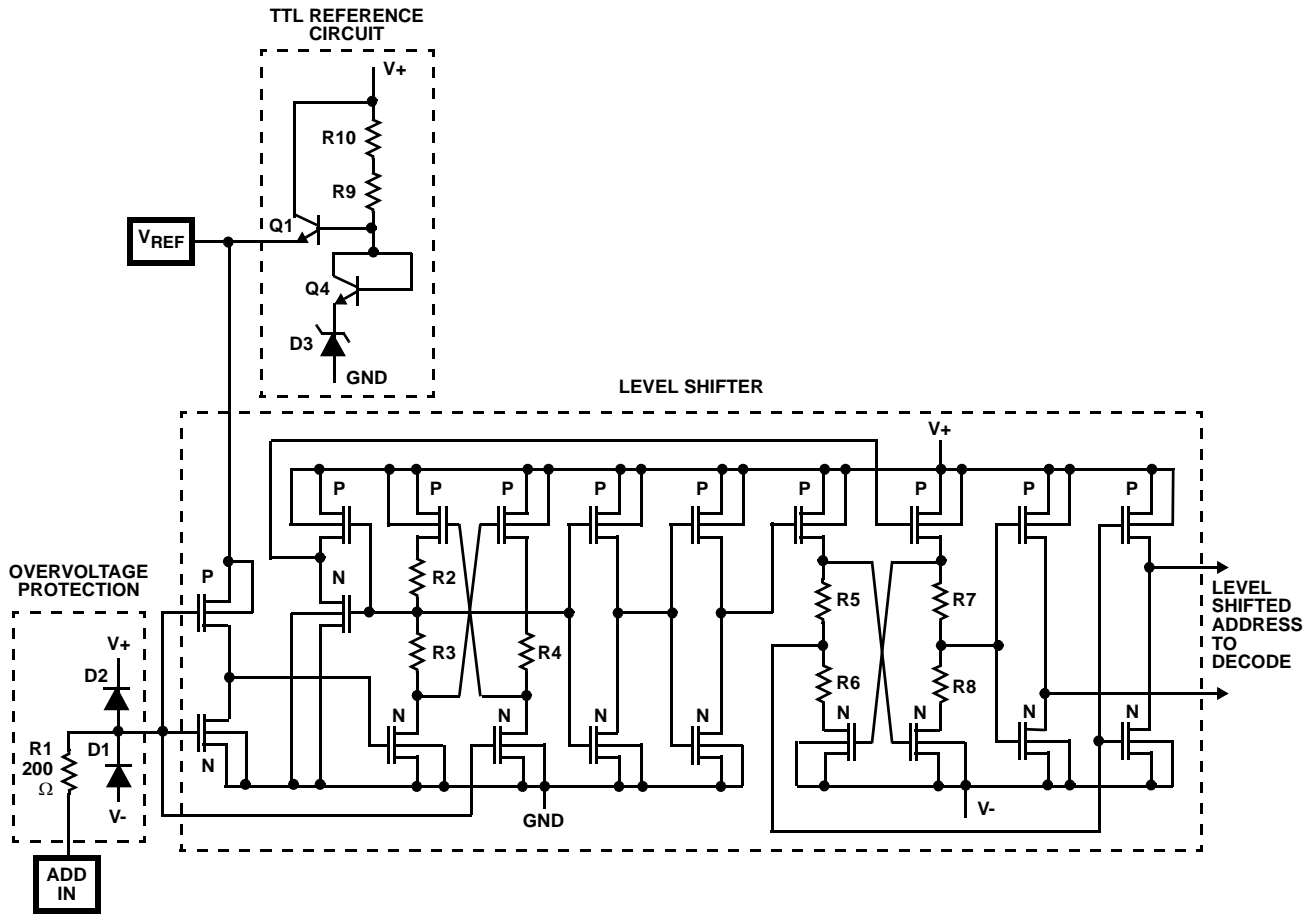 TTL REFERENCE
CIRCUIT
V+
R10
R9
Q1
VREF
Q4
D3
GND
LEVEL SHIFTER
V+
P
P
P
P
P
P
P
P
P
OVERVOLTAGE
PROTECTION
P
N
R2
R5
R7
LEVEL
SHIFTED
ADDRESS
TO
DECODE
V+
R3
R4
D2
R6
R8
N
N
N
N
N
N
N
N
R1
200
Ω
D1
N
V-
GND
V-
ADD
IN